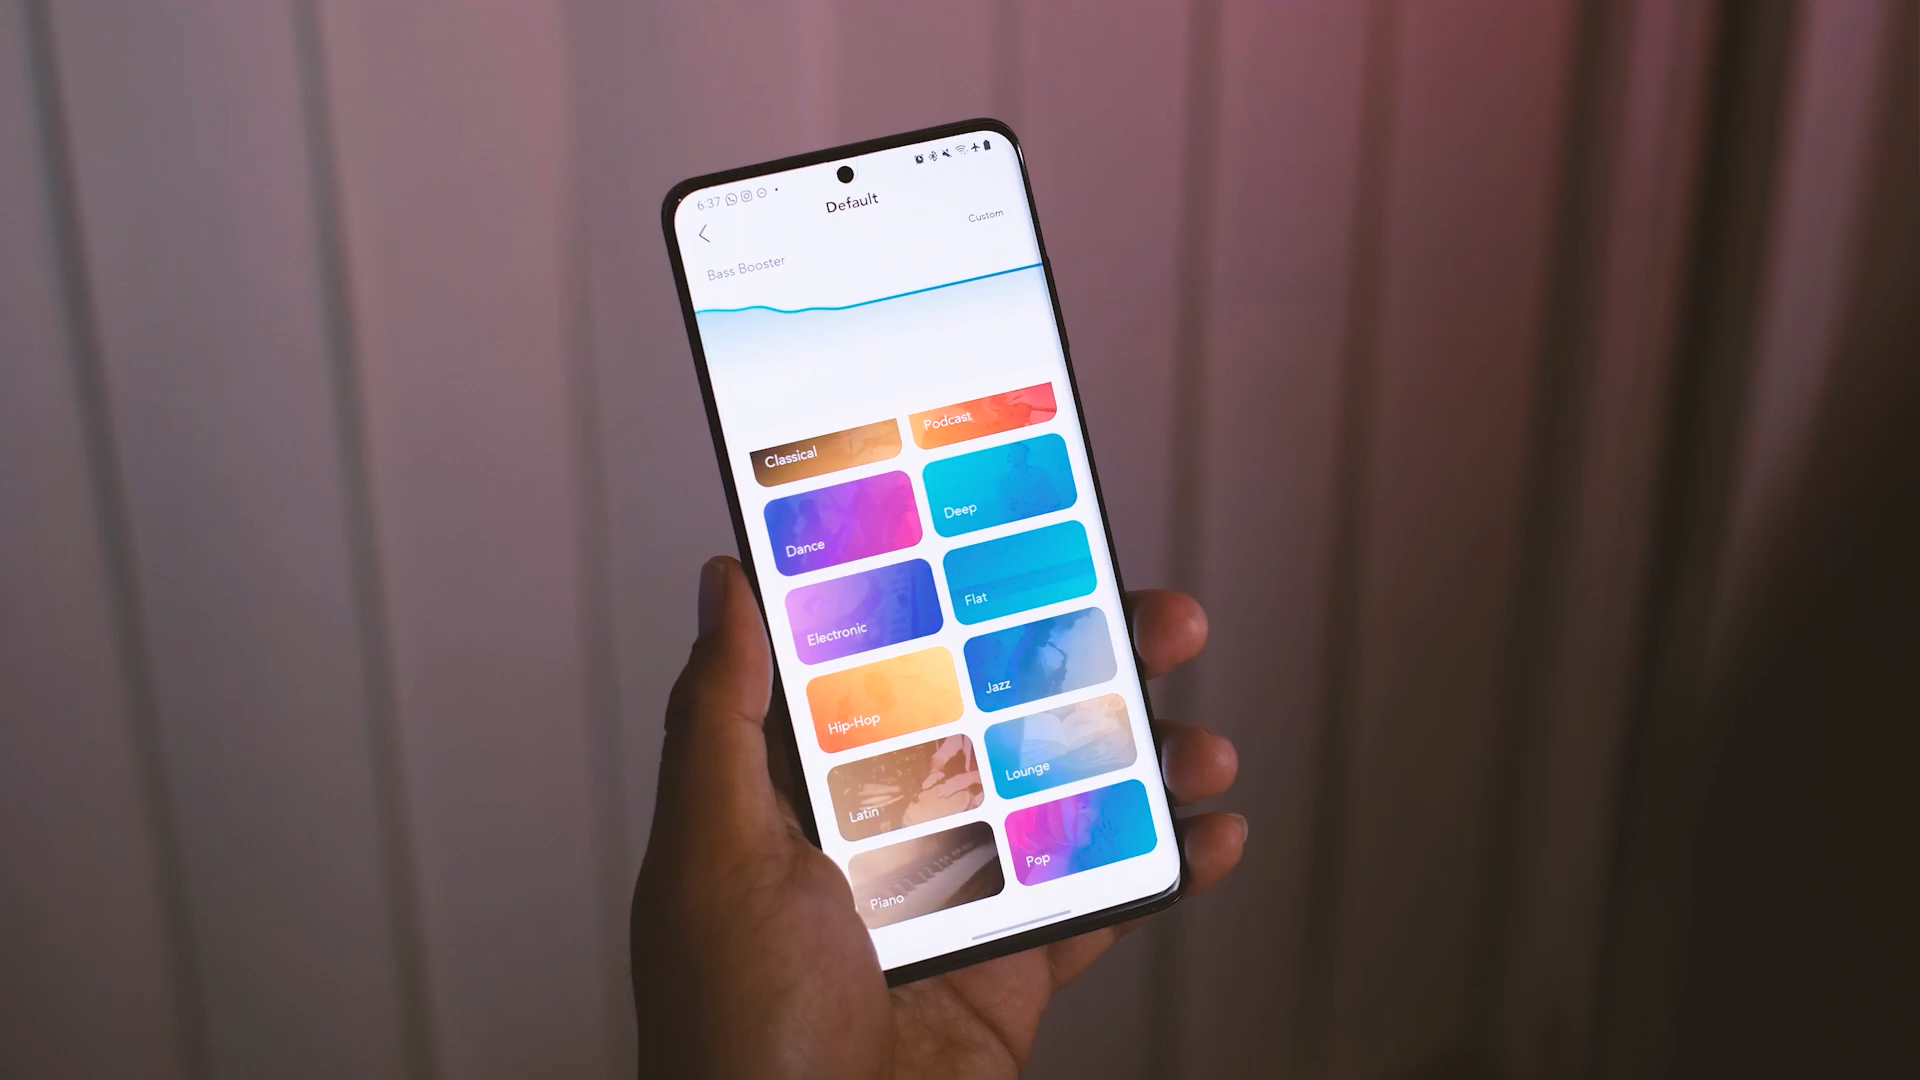 6:37
Default
Custom
Bass Booster
Classical
Podcast
Dance
Deep
Electronic
Flat
Hip-Hop
Jazz
Latin
Lounge
Piano
Pop